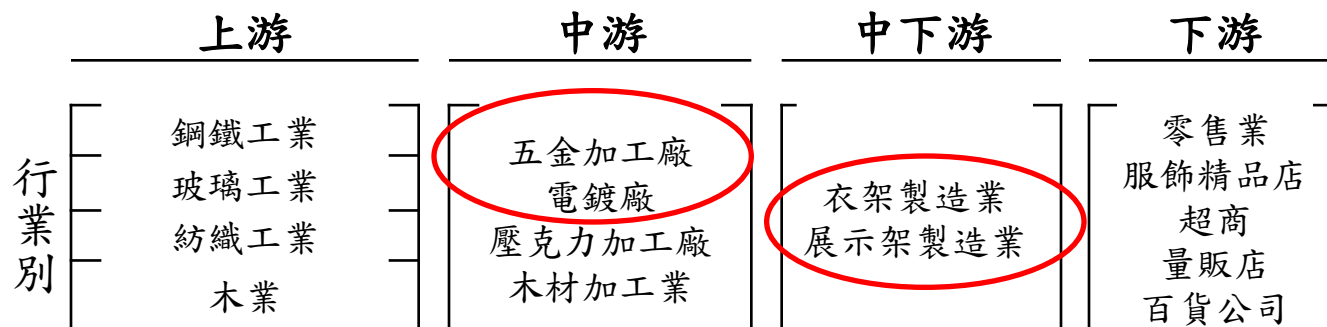 上游
中游
中下游
下游
行業別
鋼鐵工業
玻璃工業
紡織工業
木業
五金加工廠
電鍍廠
壓克力加工廠
木材加工業
衣架製造業
展示架製造業
零售業
服飾精品店
超商
量販店
百貨公司